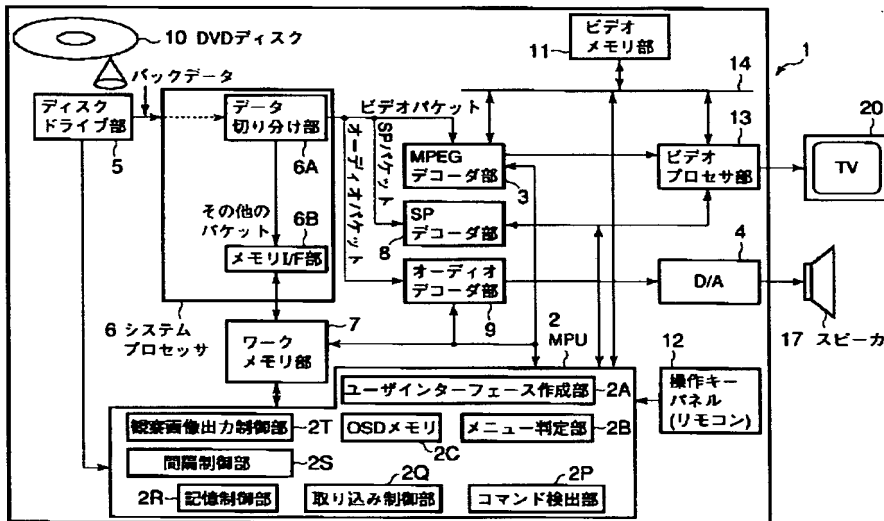 10 DVDディスク
パックデータ
ディスク
ドライブ部
5
データ
切り分け部
6A
ビデオパケット
SPパケット
オーディオパケット
その他の
パケット
6B
メモリI/F部
6 システム
プロセッサ
7
ワーク
メモリ部
ビデオ
メモリ部
11
14
1
MPEG
デコーダ部
3
SP
デコーダ部
8
オーディオ
デコーダ部
9
13
ビデオ
プロセサ部
20
TV
4
D/A
17 スピーカ
2
MPU
12
操作キー
パネル
(リモコン)
ユーザインターフェース作成部
2A
観察画像出力制御部
2T
OSDメモリ
2C
メニュー判定部
2B
間隔制御部
2S
2R
記憶制御部
2Q
取り込み制御部
2P
コマンド検出部